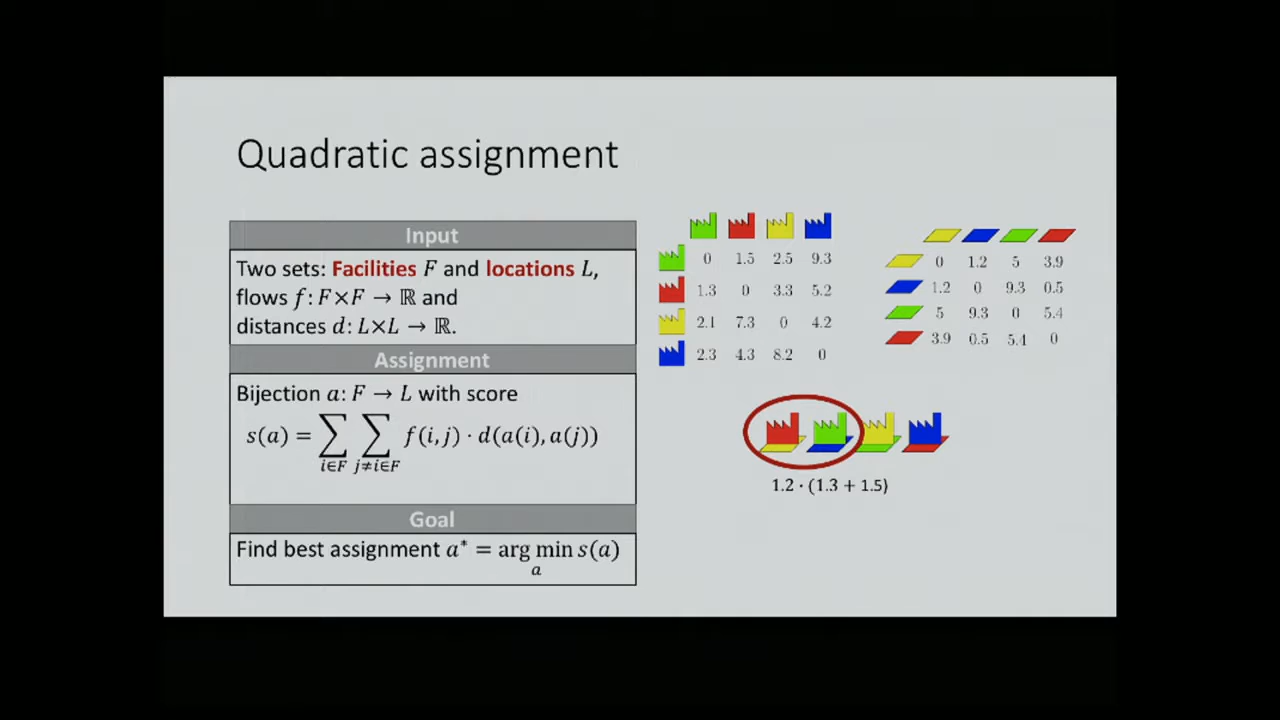 Quadratic assignment
Input
Two sets: Facilities F and locations L,
flows f: F×F → ℝ and
distances d: L×L → ℝ.
Assignment
Bijection a: F → L with score
s(a) = ∑ ∑ f(i,j) · d(a(i), a(j))
i∈F j≠i∈F
Goal
Find best assignment a* = arg min s(a)
a
0 1.5 2.5 9.3
1.3 0 3.3 5.2
2.1 7.3 0 4.2
2.3 4.3 8.2 0
0 1.2 5 3.9
1.2 0 9.3 0.5
5 9.3 0 5.4
3.9 0.5 5.4 0
1.2 · (1.3 + 1.5)